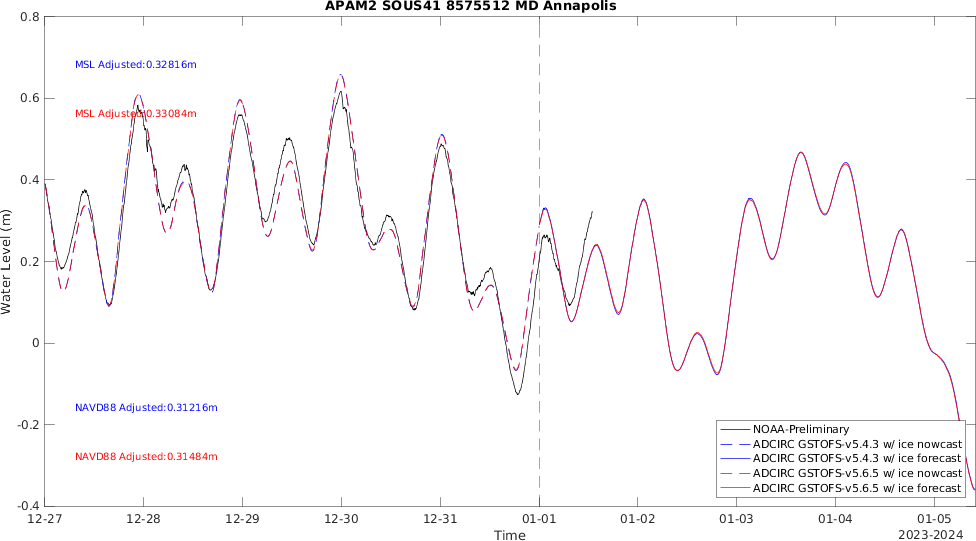 APAM2 SOUS41 8575512 MD Annapolis
0.8
0.6
0.4
0.2
0
-0.2
-0.4
Water Level (m)
MSL Adjusted:0.32816m
MSL Adjusted:0.33084m
NAVD88 Adjusted:0.31216m
NAVD88 Adjusted:0.31484m
NOAA-Preliminary
ADCIRC GSTOFS-v5.4.3 w/ ice nowcast
ADCIRC GSTOFS-v5.4.3 w/ ice forecast
ADCIRC GSTOFS-v5.6.5 w/ ice nowcast
ADCIRC GSTOFS-v5.6.5 w/ ice forecast
12-27 12-28 12-29 12-30 12-31 01-01 01-02 01-03 01-04 01-05
Time
2023-2024